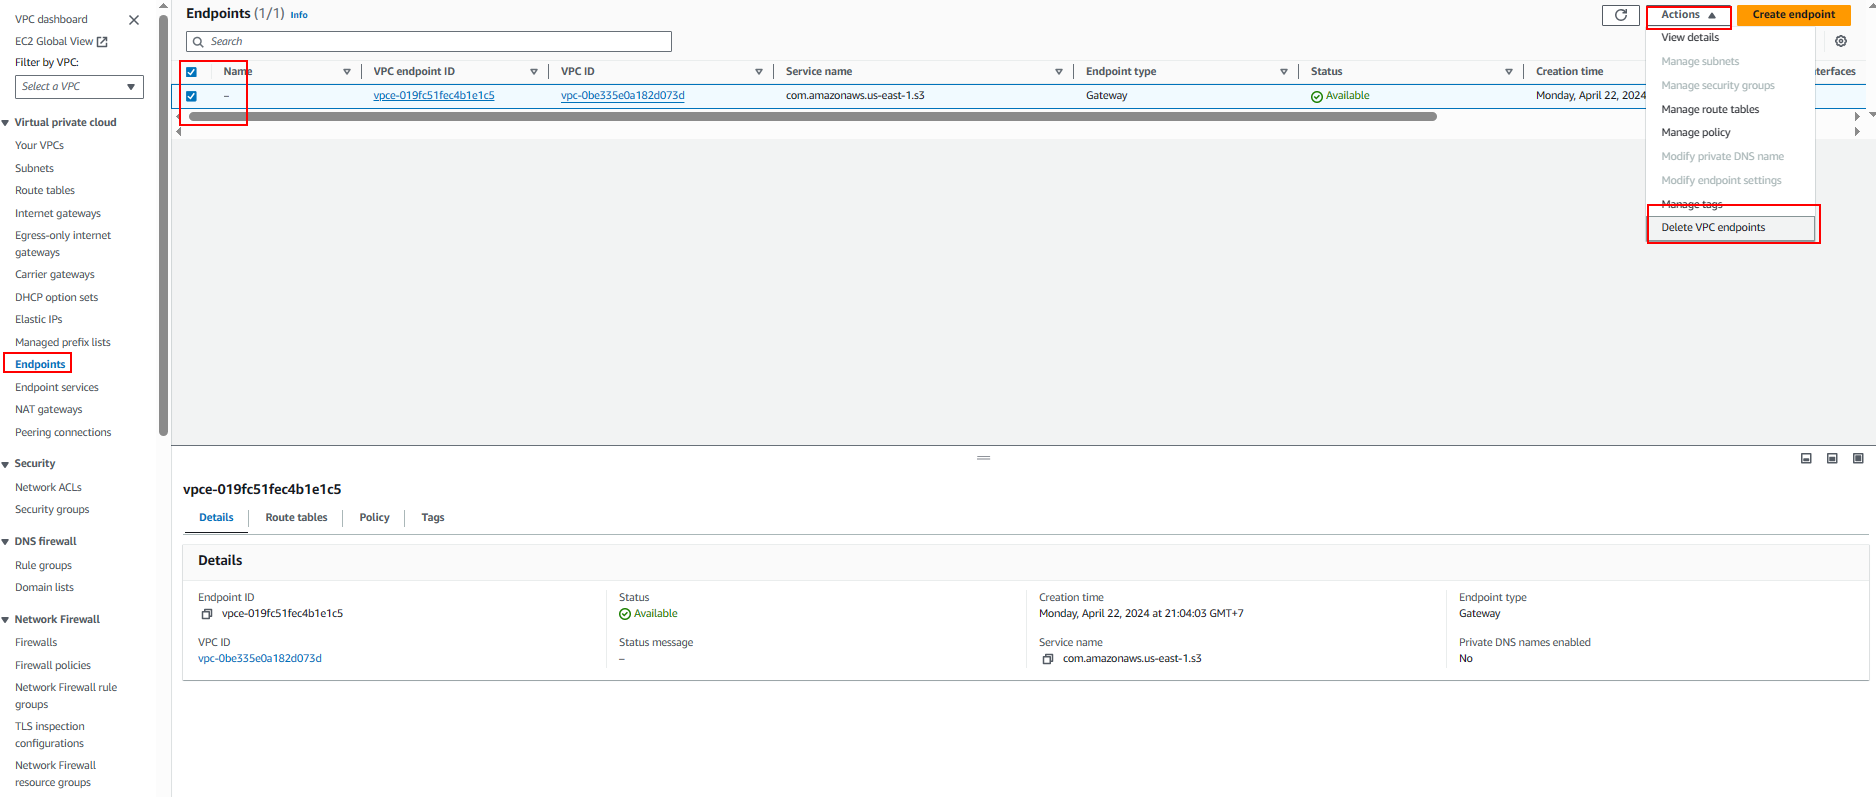 VPC dashboard
EC2 Global View
Filter by VPC:
Select a VPC
Virtual private cloud
Your VPCs
Subnets
Route tables
Internet gateways
Egress-only internet
gateways
Carrier gateways
DHCP option sets
Elastic IPs
Managed prefix lists
Endpoints
Endpoint services
NAT gateways
Peering connections
Security
Network ACLs
Security groups
DNS firewall
Rule groups
Domain lists
Network Firewall
Firewalls
Firewall policies
Network Firewall rule
groups
TLS inspection
configurations
Network Firewall
resource groups
Endpoints (1/1) Info
Actions
Create endpoint
Search
Name VPC endpoint ID VPC ID Service name Endpoint type Status Creation time terfaces
– vpce-019fc51fec4b1e1c5 vpc-0be335e0a182d073d com.amazonaws.us-east-1.s3 Gateway Available Monday, April 22, 2024
View details
Manage subnets
Manage security groups
Manage route tables
Manage policy
Modify private DNS name
Modify endpoint settings
Manage tags
Delete VPC endpoints
vpce-019fc51fec4b1e1c5
Details Route tables Policy Tags
Details
Endpoint ID Status Creation time Endpoint type
vpce-019fc51fec4b1e1c5 Available Monday, April 22, 2024 at 21:04:03 GMT+7 Gateway
VPC ID Status message Service name Private DNS names enabled
vpc-0be335e0a182d073d – com.amazonaws.us-east-1.s3 No